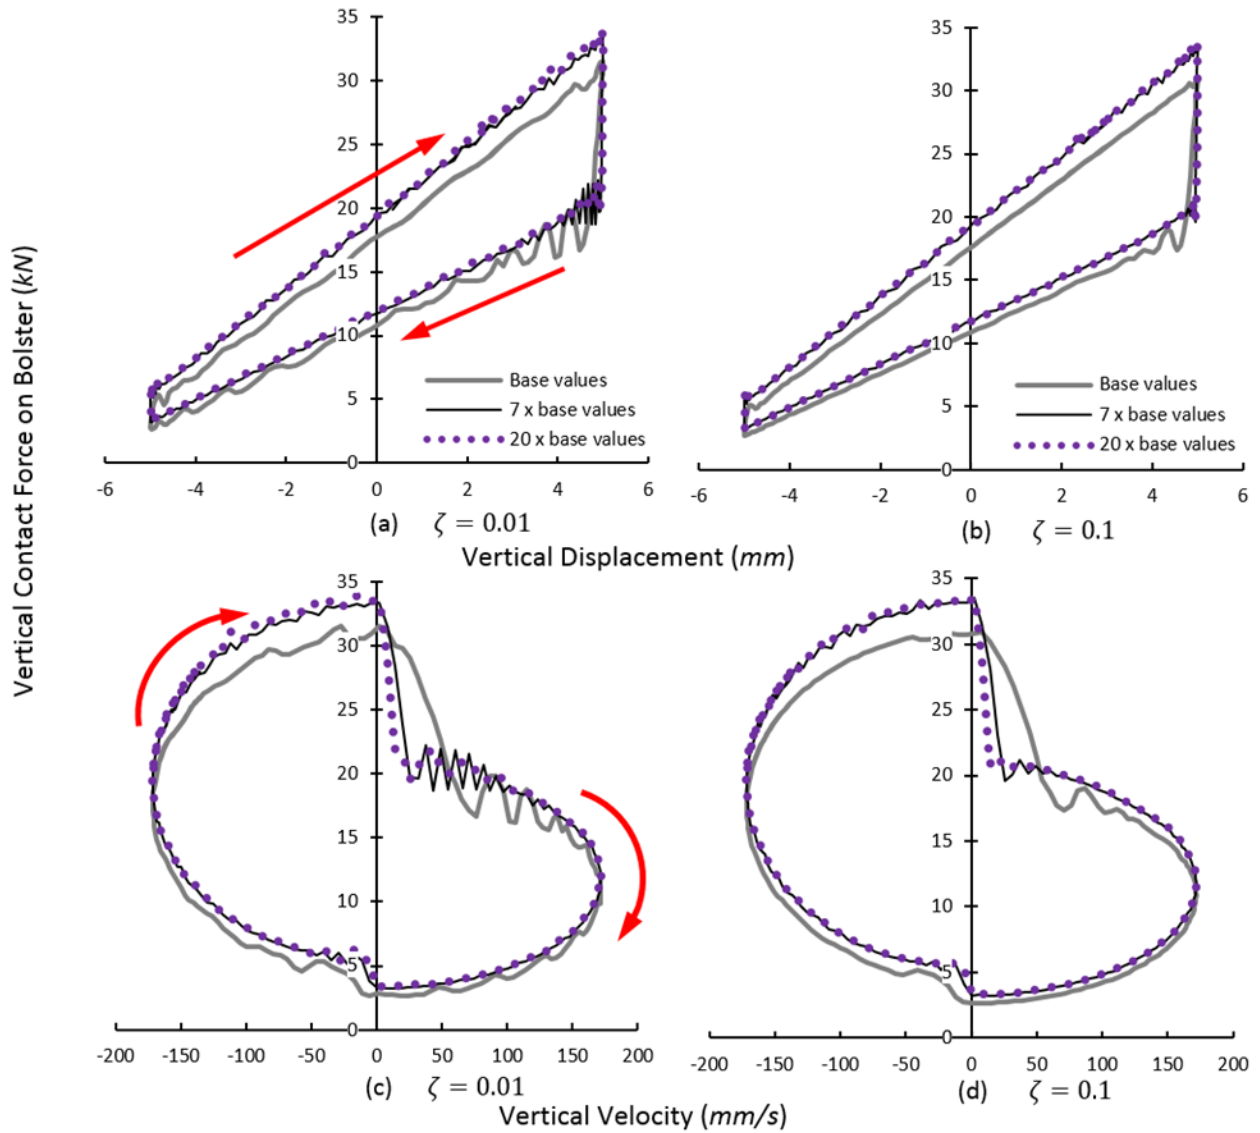 Vertical Contact Force on Bolster (kN)
35
30
25
20
15
10
5
0
-6 -4 -2 0 2 4 6
Base values
7 x base values
20 x base values
(a) ζ = 0.01
35
30
25
20
15
10
5
0
-6 -4 -2 0 2 4 6
Base values
7 x base values
20 x base values
(b) ζ = 0.1
Vertical Displacement (mm)
35
30
25
20
15
10
5
0
-200 -150 -100 -50 0 50 100 150 200
(c) ζ = 0.01
35
30
25
20
15
10
5
0
-200 -150 -100 -50 0 50 100 150 200
(d) ζ = 0.1
Vertical Velocity (mm/s)